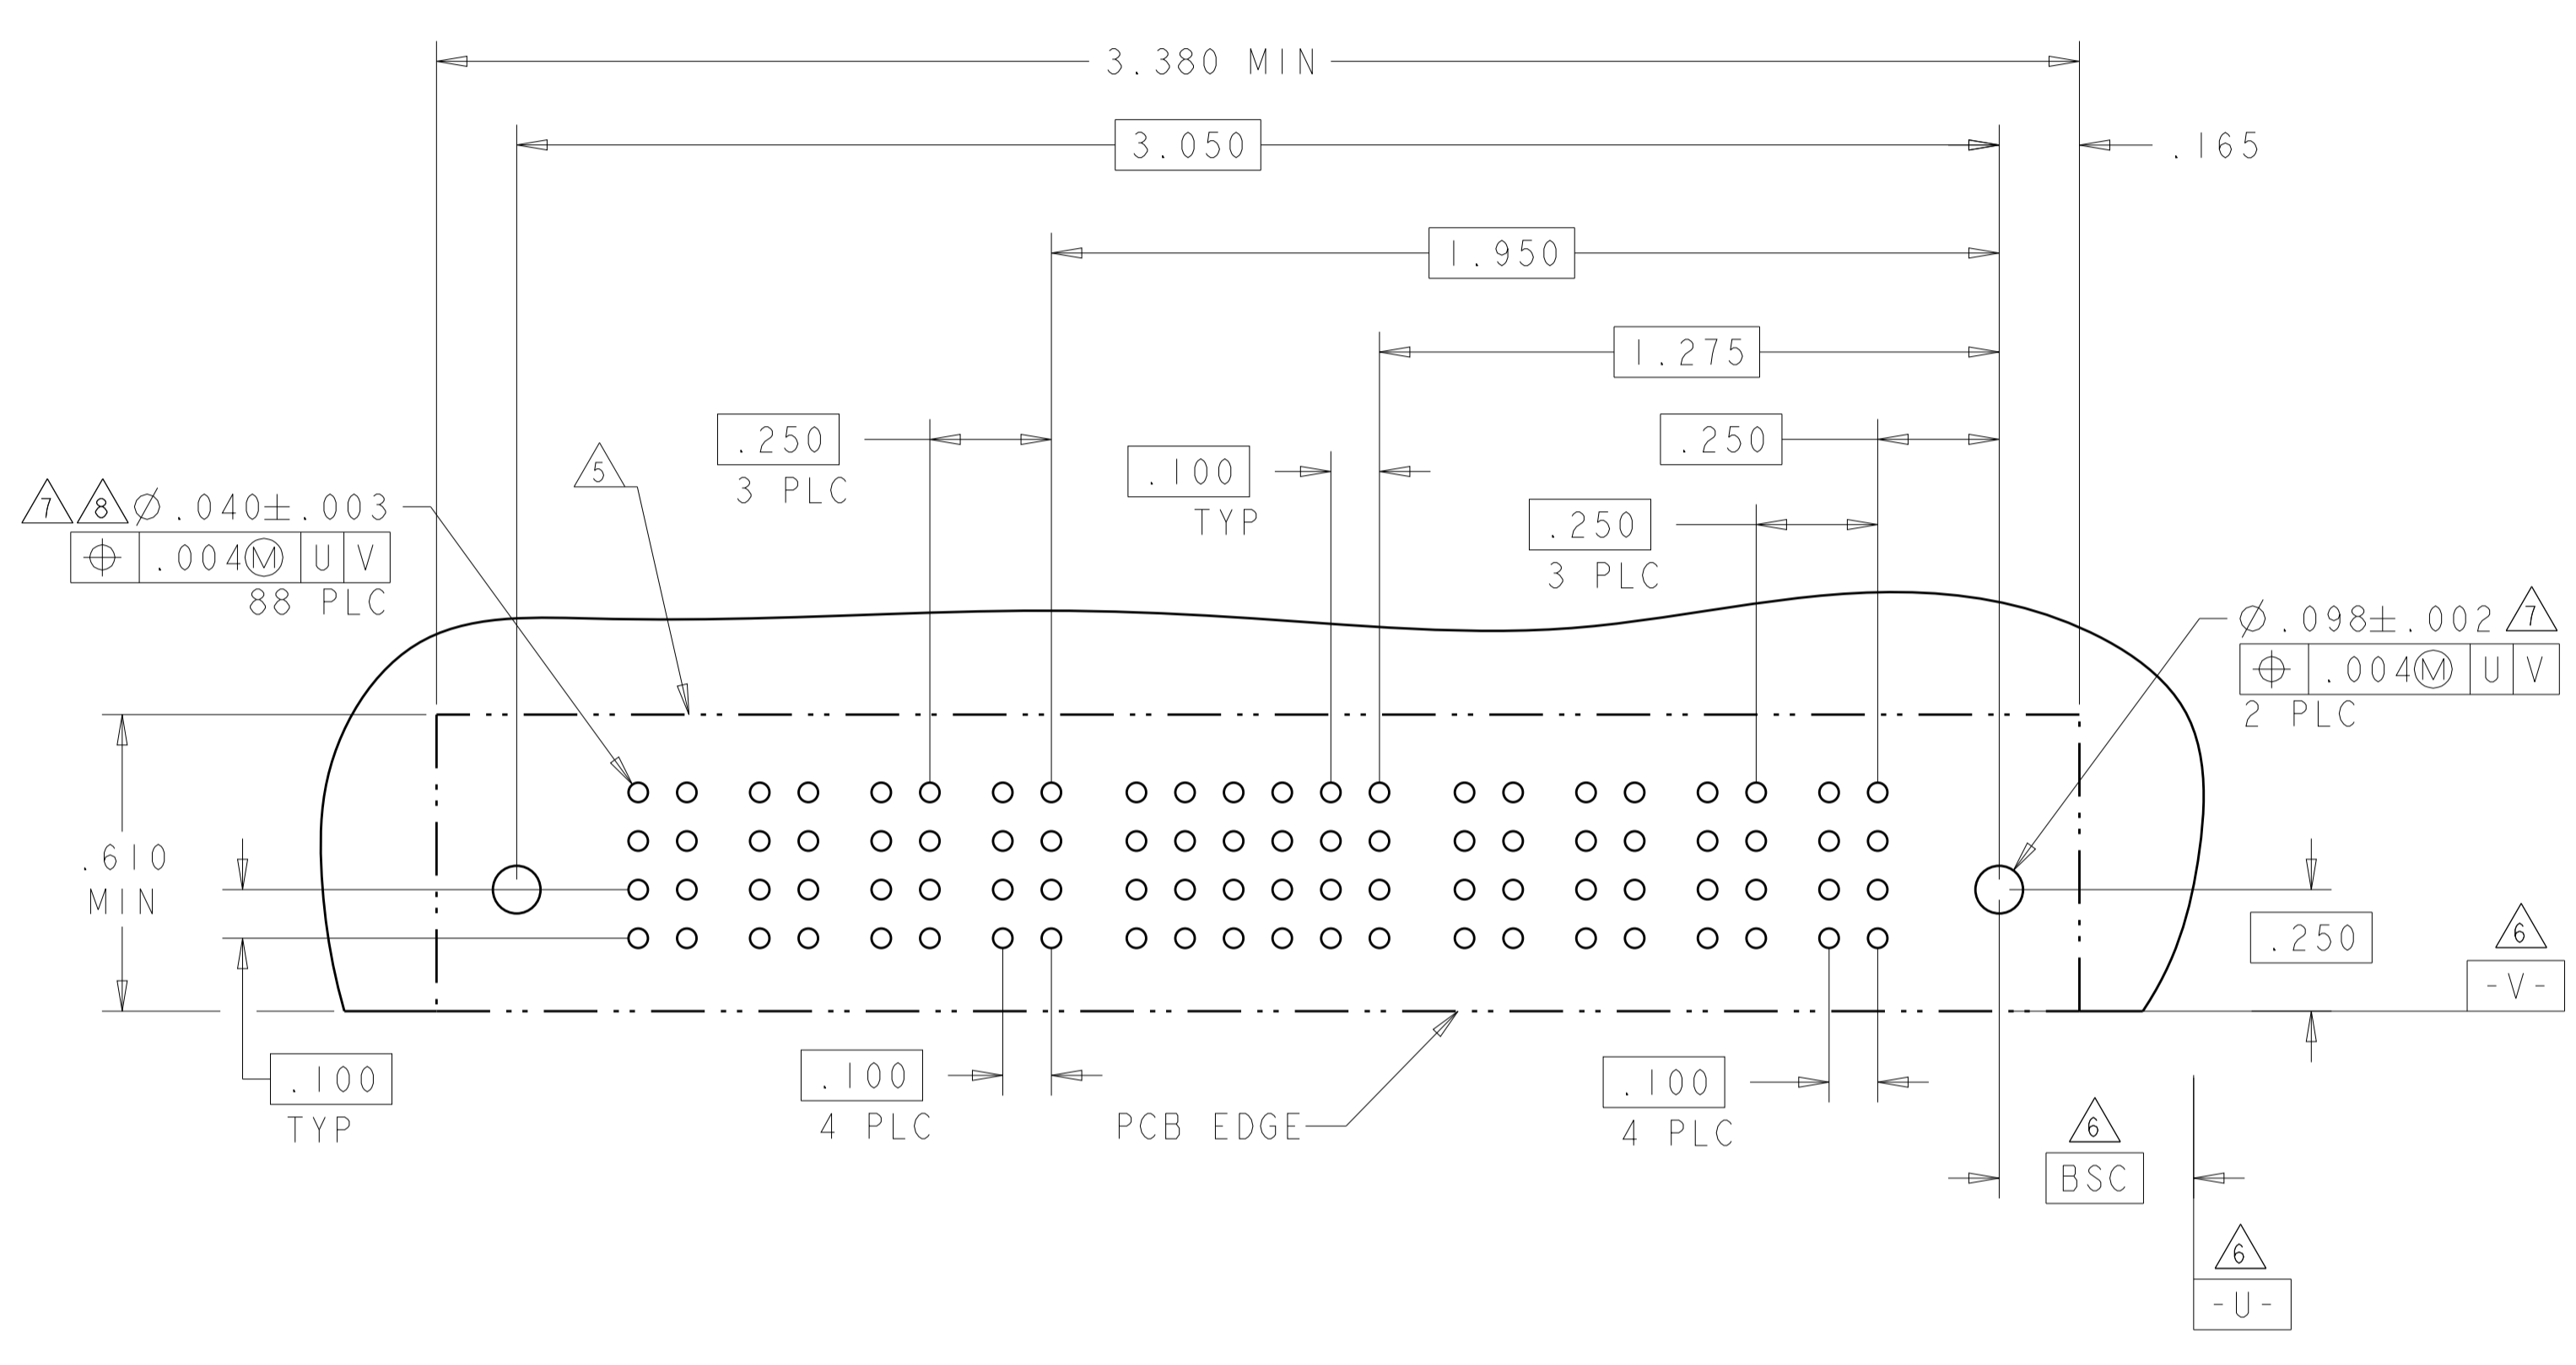 3.380 MIN
3.050
.165
1.950
1.275
.250
3 PLC
.100
TYP
.250
.250
3 PLC
5
7 8 ⌀.040±.003
⌖ .004Ⓜ U V
88 PLC
⌀.098±.002 7
⌖ .004Ⓜ U V
2 PLC
.610
MIN
.250
6
-V-
.100
TYP
.100
4 PLC
PCB EDGE
.100
4 PLC
6
BSC
6
-U-